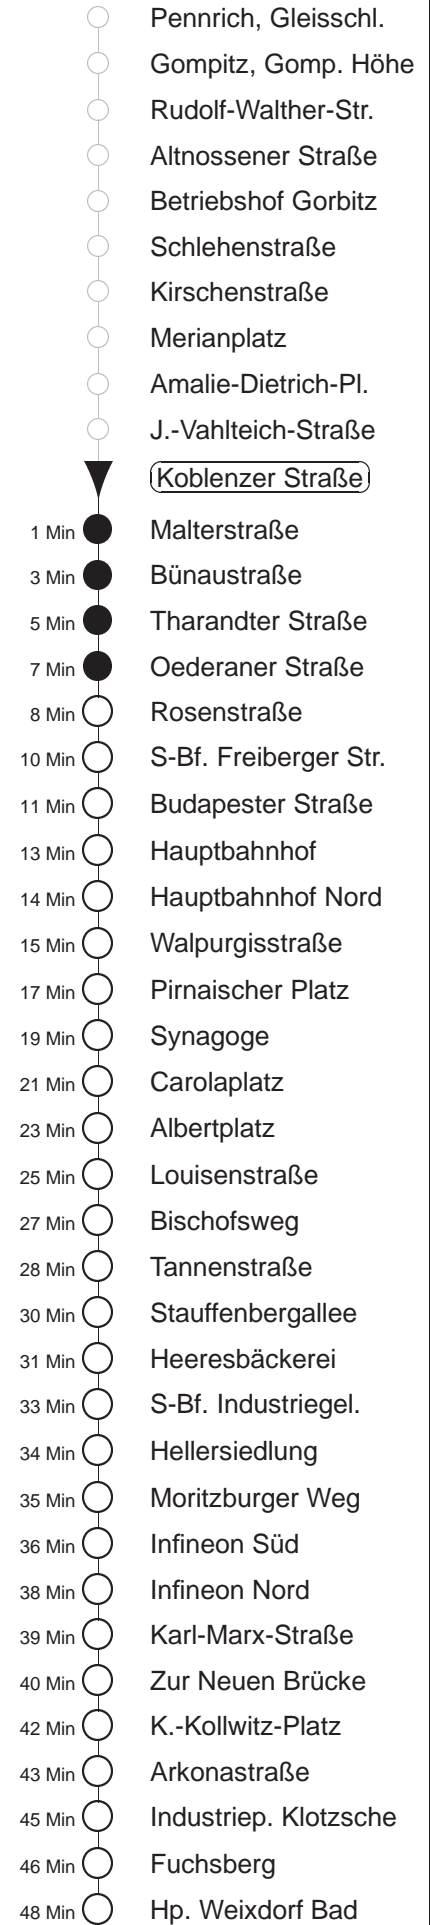 Pennrich, Gleisschl.
Gompitz, Gomp. Höhe
Rudolf-Walther-Str.
Altnossener Straße
Betriebshof Gorbitz
Schlehenstraße
Kirschenstraße
Merianplatz
Amalie-Dietrich-Pl.
J.-Vahlteich-Straße
Koblenzer Straße
1 Min Malterstraße
3 Min Bünaustraße
5 Min Tharandter Straße
7 Min Oederaner Straße
8 Min Rosenstraße
10 Min S-Bf. Freiberger Str.
11 Min Budapester Straße
13 Min Hauptbahnhof
14 Min Hauptbahnhof Nord
15 Min Walpurgisstraße
17 Min Pirnaischer Platz
19 Min Synagoge
21 Min Carolaplatz
23 Min Albertplatz
25 Min Louisenstraße
27 Min Bischofsweg
28 Min Tannenstraße
30 Min Stauffenbergallee
31 Min Heeresbäckerei
33 Min S-Bf. Industriegel.
34 Min Hellersiedlung
35 Min Moritzburger Weg
36 Min Infineon Süd
38 Min Infineon Nord
39 Min Karl-Marx-Straße
40 Min Zur Neuen Brücke
42 Min K.-Kollwitz-Platz
43 Min Arkonastraße
45 Min Industriep. Klotzsche
46 Min Fuchsberg
48 Min Hp. Weixdorf Bad